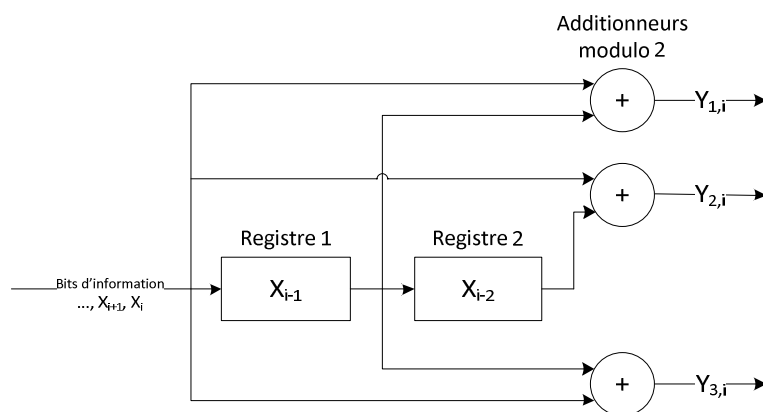 Additionneurs
modulo 2
+
Y1,i
+
Y2,i
Registre 1
Registre 2
Bits d'information
..., Xi+1, Xi
Xi-1
Xi-2
+
Y3,i